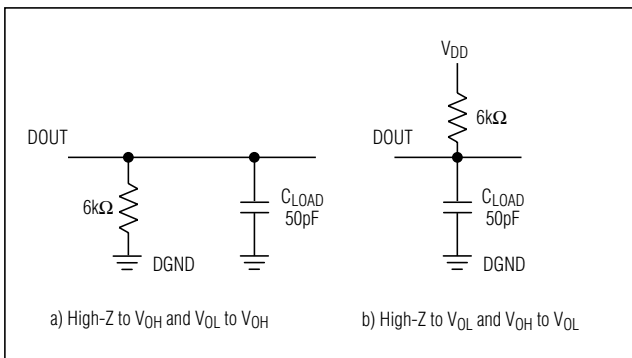 DOUT
6kΩ
DGND
CLOAD
50pF
a) High-Z to VOH and VOL to VOH
VDD
6kΩ
DOUT
CLOAD
50pF
DGND
b) High-Z to VOL and VOH to VOL